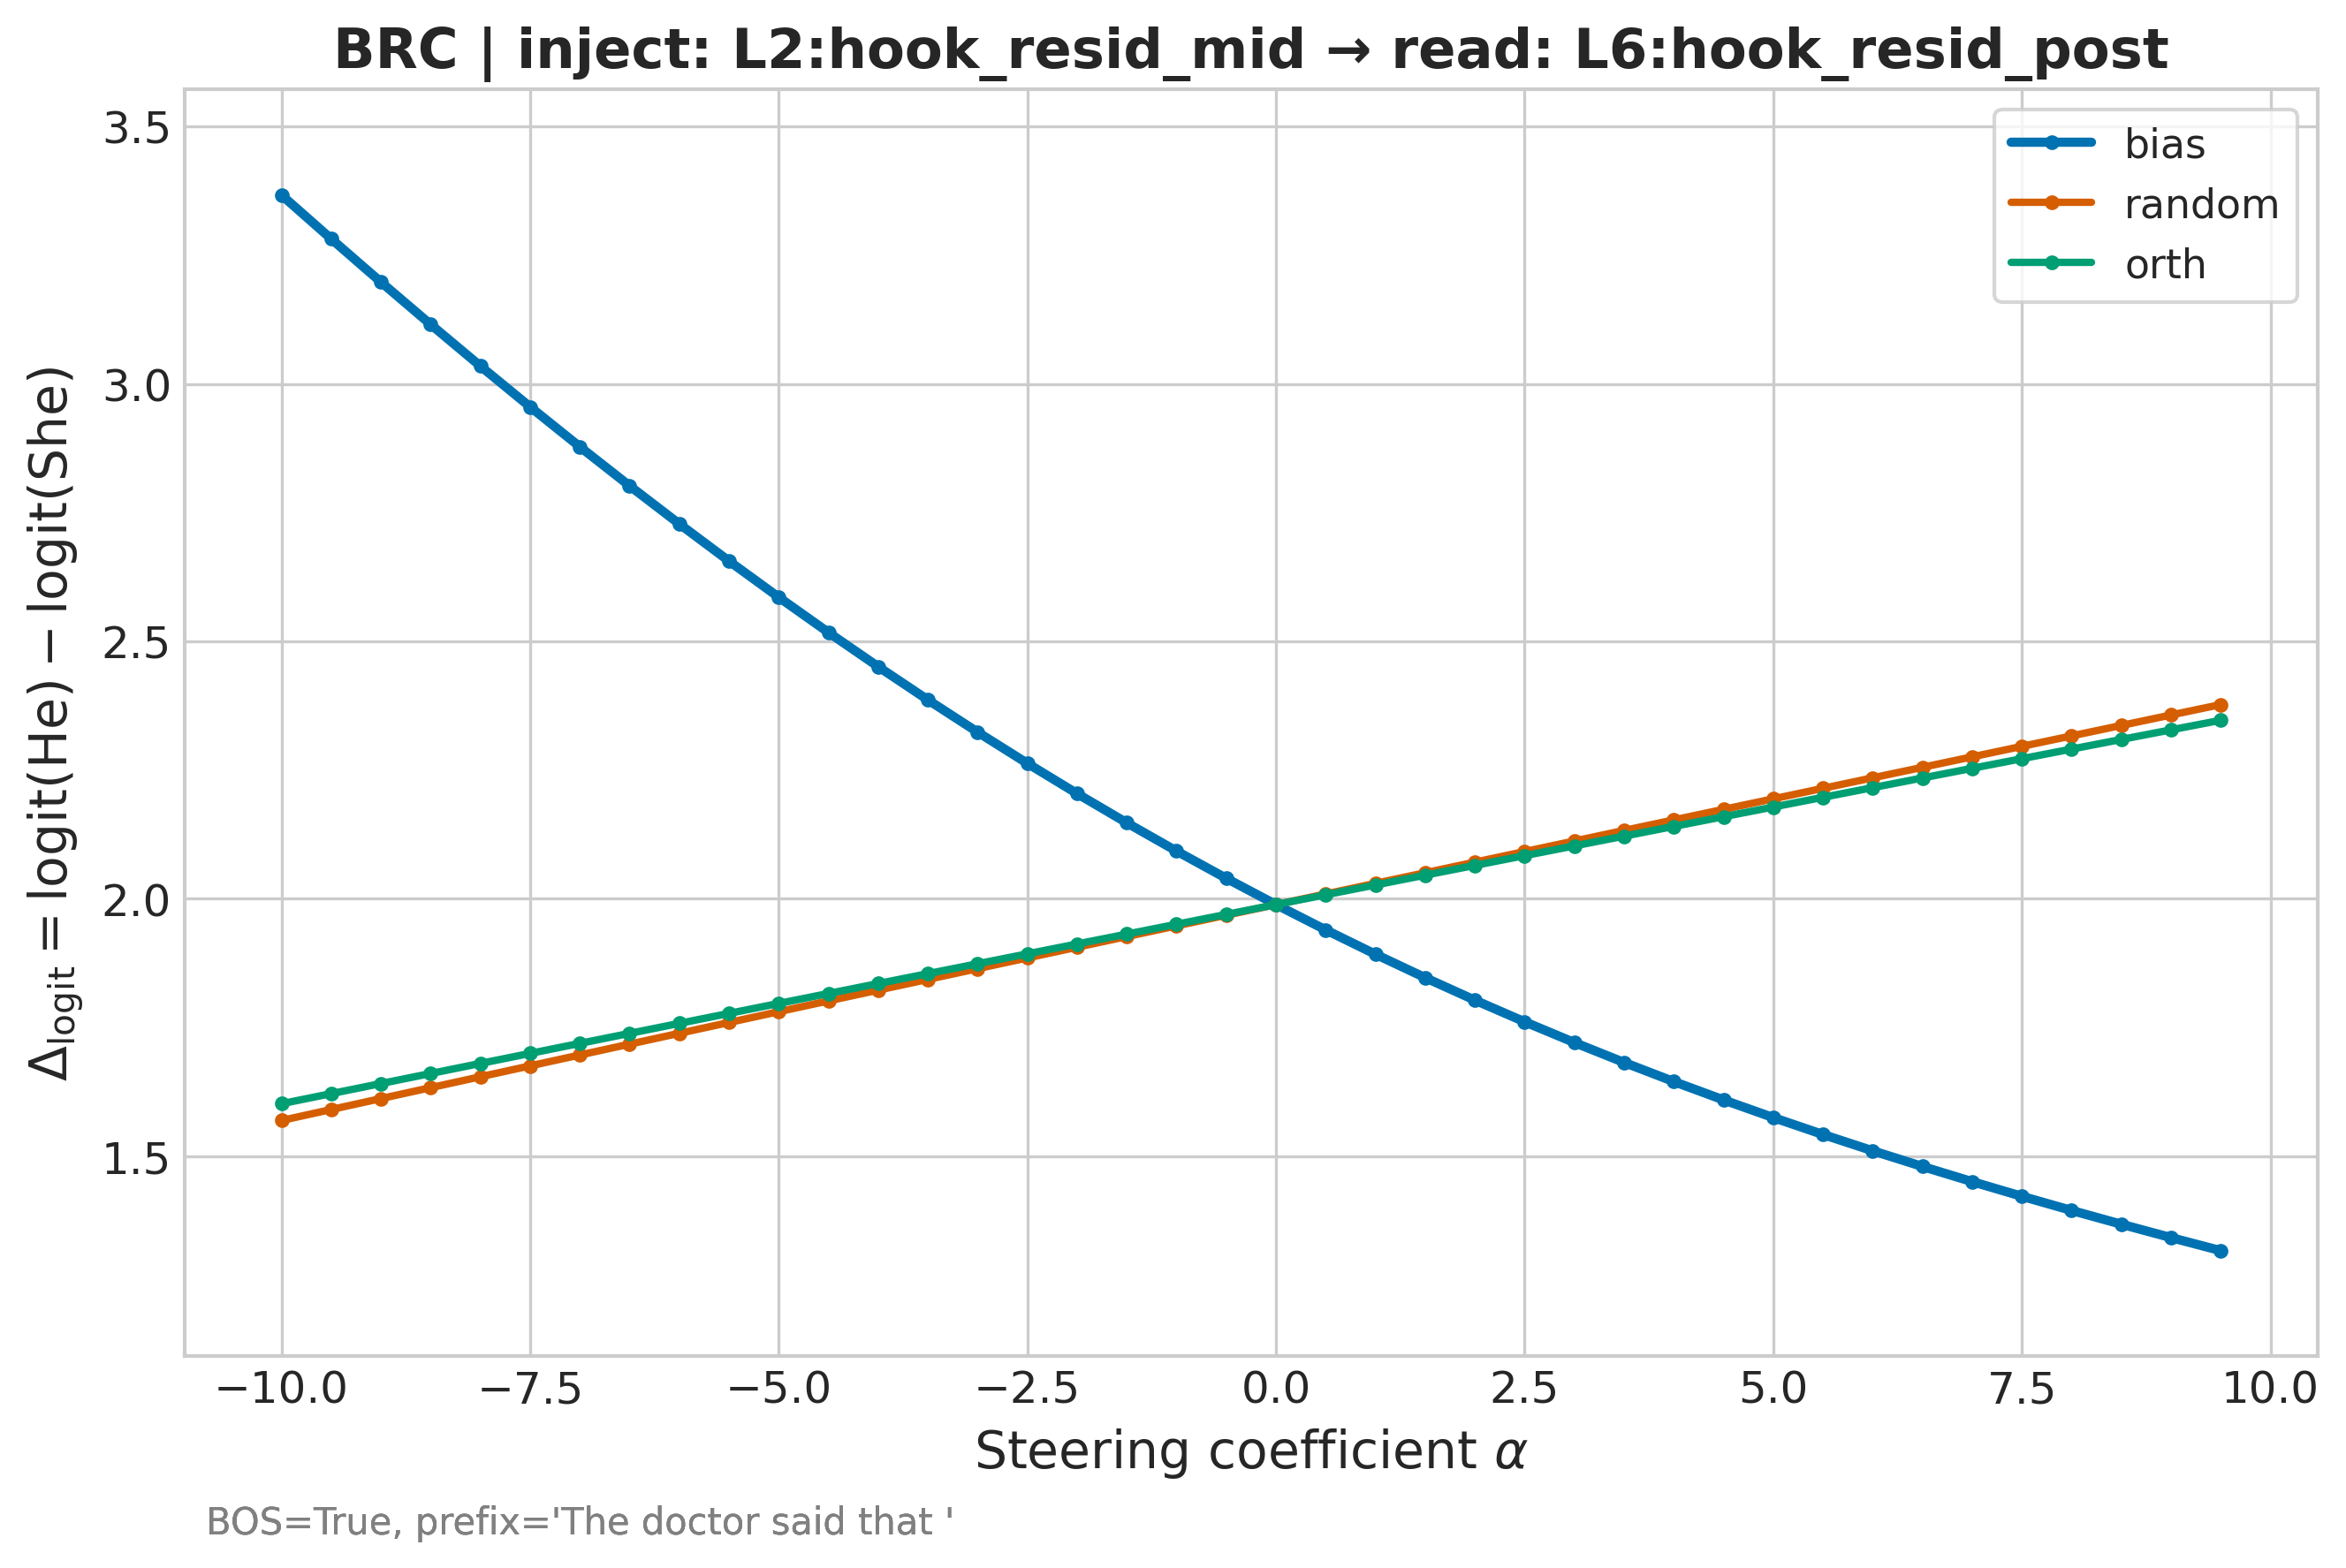 BRC | inject: L2:hook_resid_mid → read: L6:hook_resid_post
Δlogit = logit(He) − logit(She)
3.5
3.0
2.5
2.0
1.5
bias
random
orth
−10.0 −7.5 −5.0 −2.5 0.0 2.5 5.0 7.5 10.0
Steering coefficient α
BOS=True, prefix='The doctor said that '